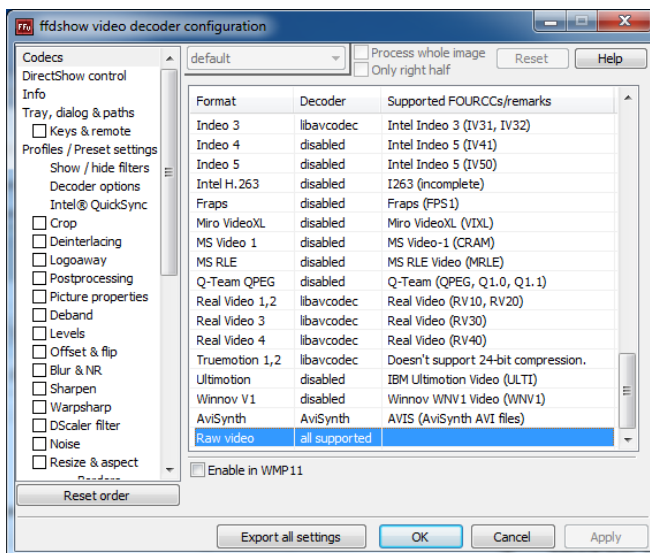 FFu ffdshow video decoder configuration
Codecs
DirectShow control
Info
Tray, dialog & paths
Keys & remote
Profiles / Preset settings
Show / hide filters
Decoder options
Intel® QuickSync
Crop
Deinterlacing
Logoaway
Postprocessing
Picture properties
Deband
Levels
Offset & flip
Blur & NR
Sharpen
Warpsharp
DScaler filter
Noise
Resize & aspect
Reset order
default
Process whole image
Only right half
Reset
Help
Format Decoder Supported FOURCCs/remarks
Indeo 3 libavcodec Intel Indeo 3 (IV31, IV32)
Indeo 4 disabled Intel Indeo 5 (IV41)
Indeo 5 disabled Intel Indeo 5 (IV50)
Intel H.263 disabled I263 (incomplete)
Fraps disabled Fraps (FPS1)
Miro VideoXL disabled Miro VideoXL (VIXL)
MS Video 1 disabled MS Video-1 (CRAM)
MS RLE disabled MS RLE Video (MRLE)
Q-Team QPEG disabled Q-Team (QPEG, Q1.0, Q1.1)
Real Video 1,2 libavcodec Real Video (RV10, RV20)
Real Video 3 libavcodec Real Video (RV30)
Real Video 4 libavcodec Real Video (RV40)
Truemotion 1,2 libavcodec Doesn't support 24-bit compression.
Ultimotion disabled IBM Ultimotion Video (ULTI)
Winnov V1 disabled Winnov WNV1 Video (WNV1)
AviSynth AviSynth AVIS (AviSynth AVI files)
Raw video all supported
Enable in WMP11
Export all settings
OK
Cancel
Apply